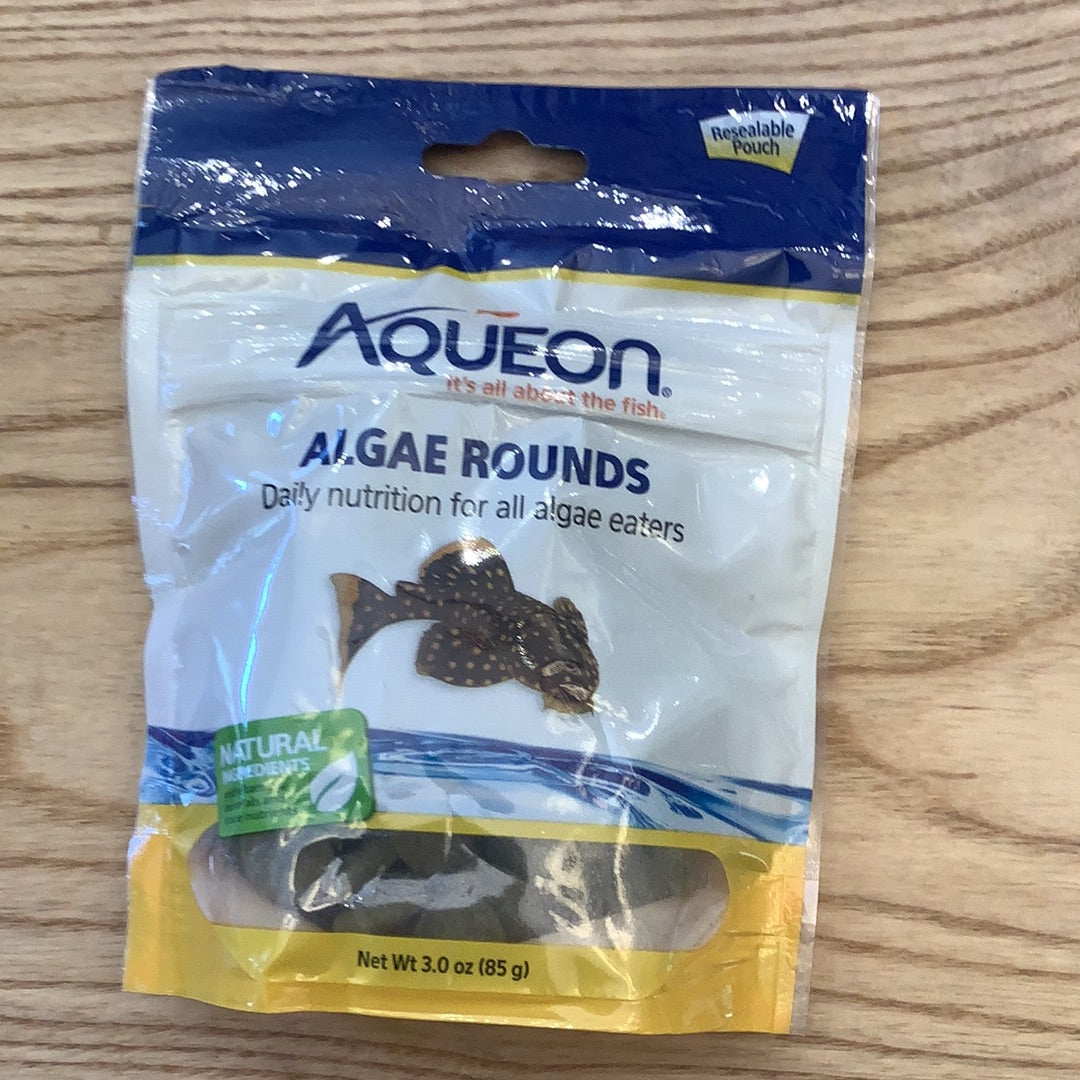 Resealable
Pouch
AQUEON®
it's all about the fish.
ALGAE ROUNDS
Daily nutrition for all algae eaters
NATURAL
INGREDIENTS
Net Wt 3.0 oz (85 g)